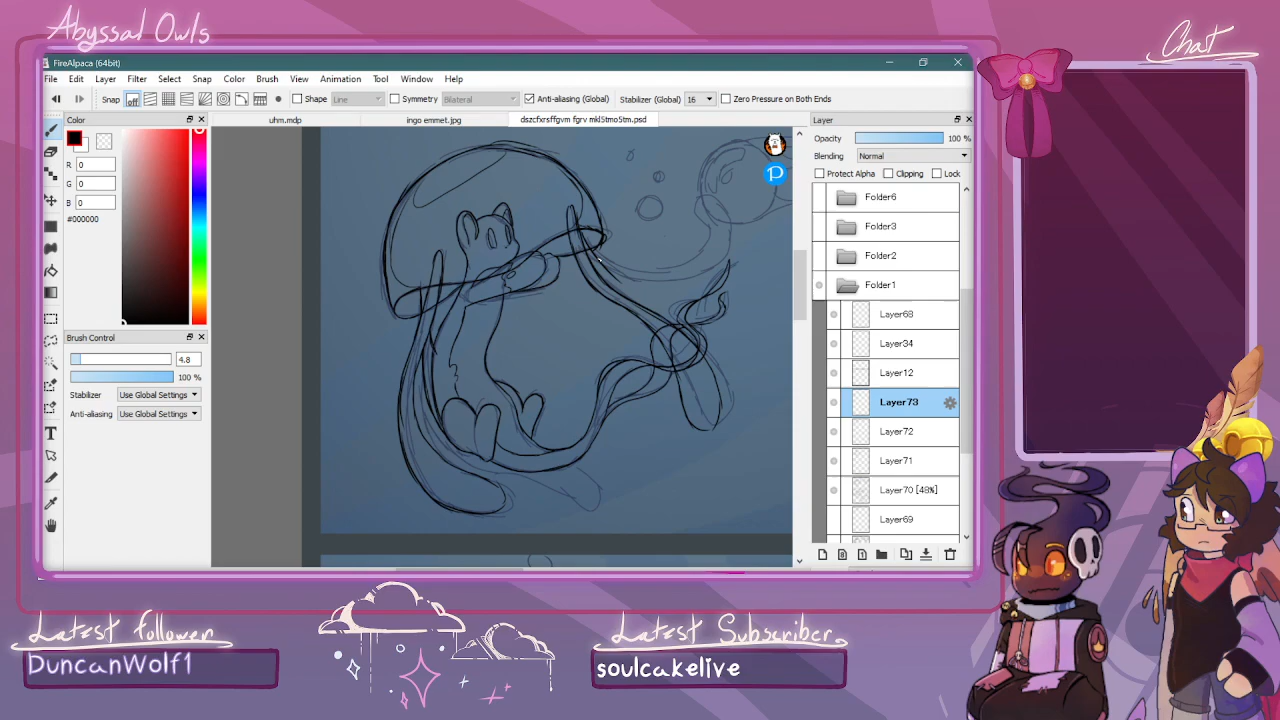 Abyssal Owls
Chat
FireAlpaca (64bit)
File Edit Layer Filter Select Snap Color Brush View Animation Tool Window Help
Snap off Shape Line Symmetry Bilateral Anti-aliasing (Global) Stabilizer (Global) 16 Zero Pressure on Both Ends
Color
uhm.mdp
ingo emmet.jpg
dszcfxrsffgvm fgrv mkl5tmo5tm.psd
Layer
R 0
G 0
B 0
#000000
Opacity 100 %
Blending Normal
Protect Alpha Clipping Lock
Folder6
Folder3
Folder2
Folder1
Layer68
Layer34
Layer12
Layer73
Layer72
Layer71
Layer70 [48%]
Layer69
Brush Control
4.8
100 %
Stabilizer Use Global Settings
Anti-aliasing Use Global Settings
Latest follower
DuncanWolf1
Latest Subscriber
soulcakelive